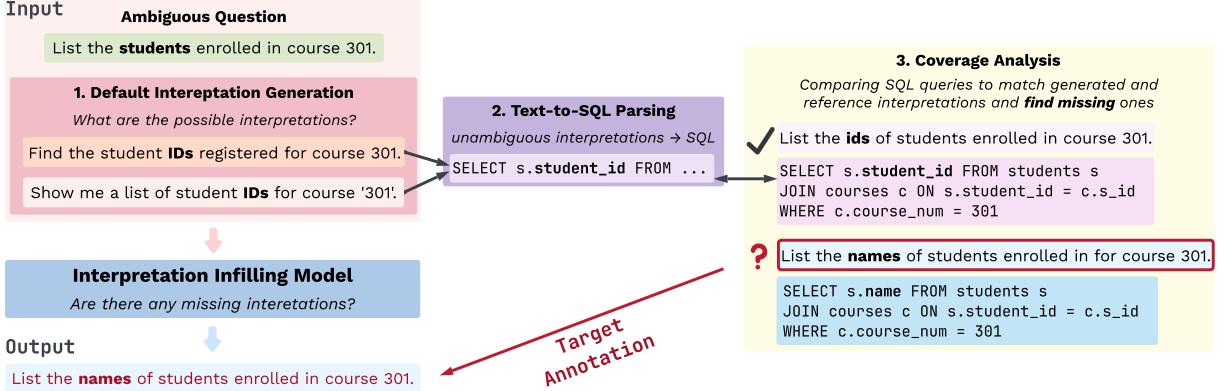 Input
Ambiguous Question
List the students enrolled in course 301.
1. Default Intereptation Generation
What are the possible interpretations?
Find the student IDs registered for course 301.
Show me a list of student IDs for course '301'.
Interpretation Infilling Model
Are there any missing interetations?
Output
List the names of students enrolled in course 301.
2. Text-to-SQL Parsing
unambiguous interpretations → SQL
SELECT s.student_id FROM ...
Target
Annotation
3. Coverage Analysis
Comparing SQL queries to match generated and
reference interpretations and find missing ones
List the ids of students enrolled in course 301.
SELECT s.student_id FROM students s
JOIN courses c ON s.student_id = c.s_id
WHERE c.course_num = 301
?
List the names of students enrolled in for course 301.
SELECT s.name FROM students s
JOIN courses c ON s.student_id = c.s_id
WHERE c.course_num = 301